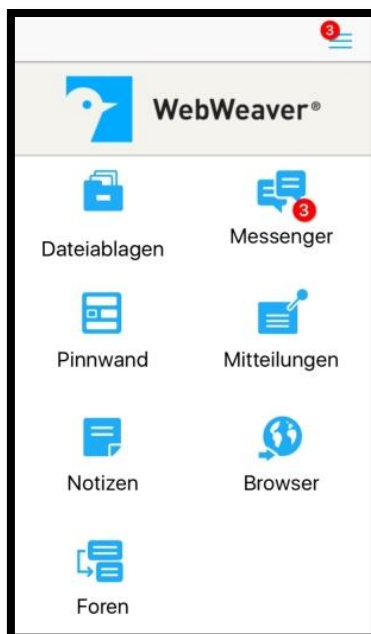 3
WebWeaver®
3
Dateiablagen Messenger
Pinnwand Mitteilungen
Notizen Browser
Foren